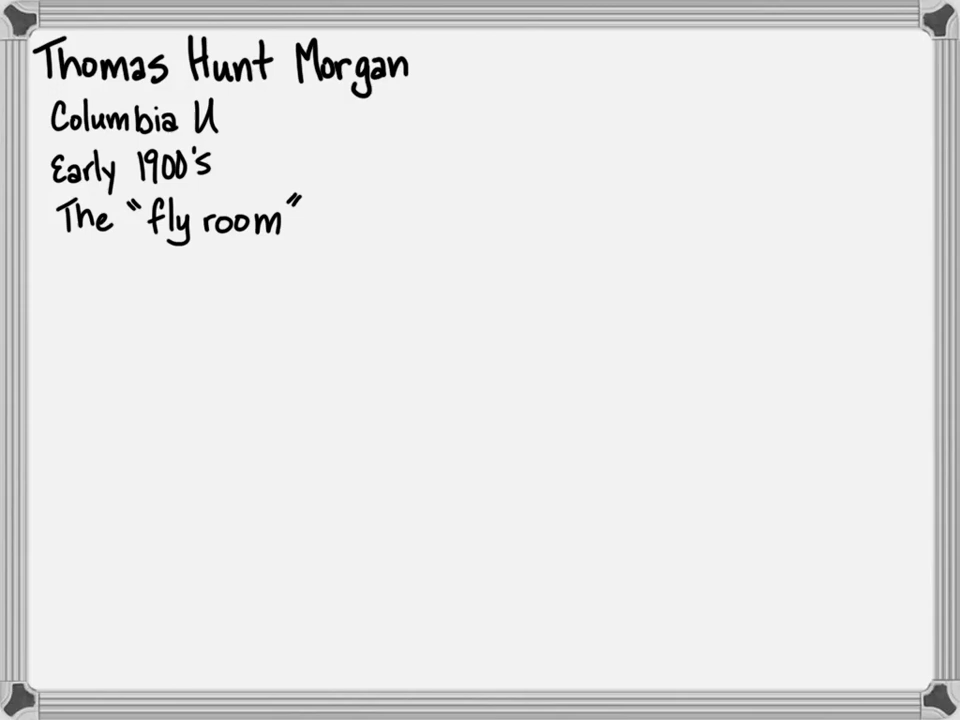 Thomas Hunt Morgan
Columbia U
Early 1900's
The "fly room"